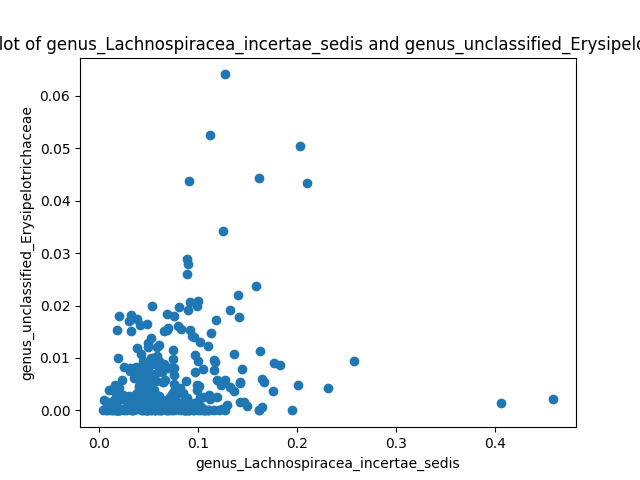 lot of genus_Lachnospiracea_incertae_sedis and genus_unclassified_Erysipelo
genus_unclassified_Erysipelotrichaceae
0.06
0.05
0.04
0.03
0.02
0.01
0.00
0.0 0.1 0.2 0.3 0.4
genus_Lachnospiracea_incertae_sedis